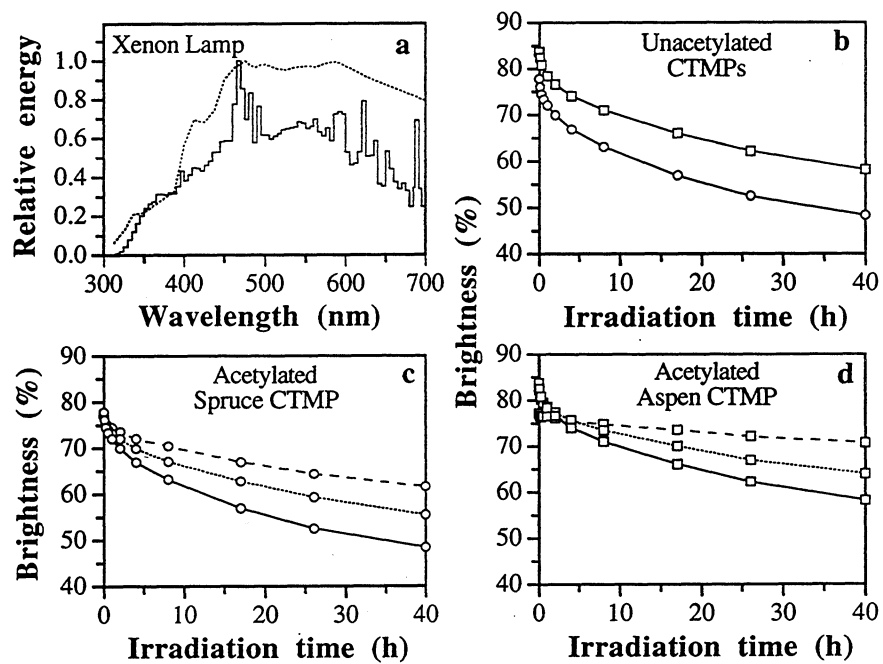 Xenon Lamp
a
Relative energy
1.0
0.8
0.6
0.4
0.2
0.0
300
400
500
600
700
Wavelength (nm)
Unacetylated
CTMPs
b
Brightness (%)
90
80
70
60
50
40
0
10
20
30
40
Irradiation time (h)
Acetylated
Spruce CTMP
c
Brightness (%)
90
80
70
60
50
40
0
10
20
30
40
Irradiation time (h)
Acetylated
Aspen CTMP
d
90
80
70
60
50
40
0
10
20
30
40
Irradiation time (h)